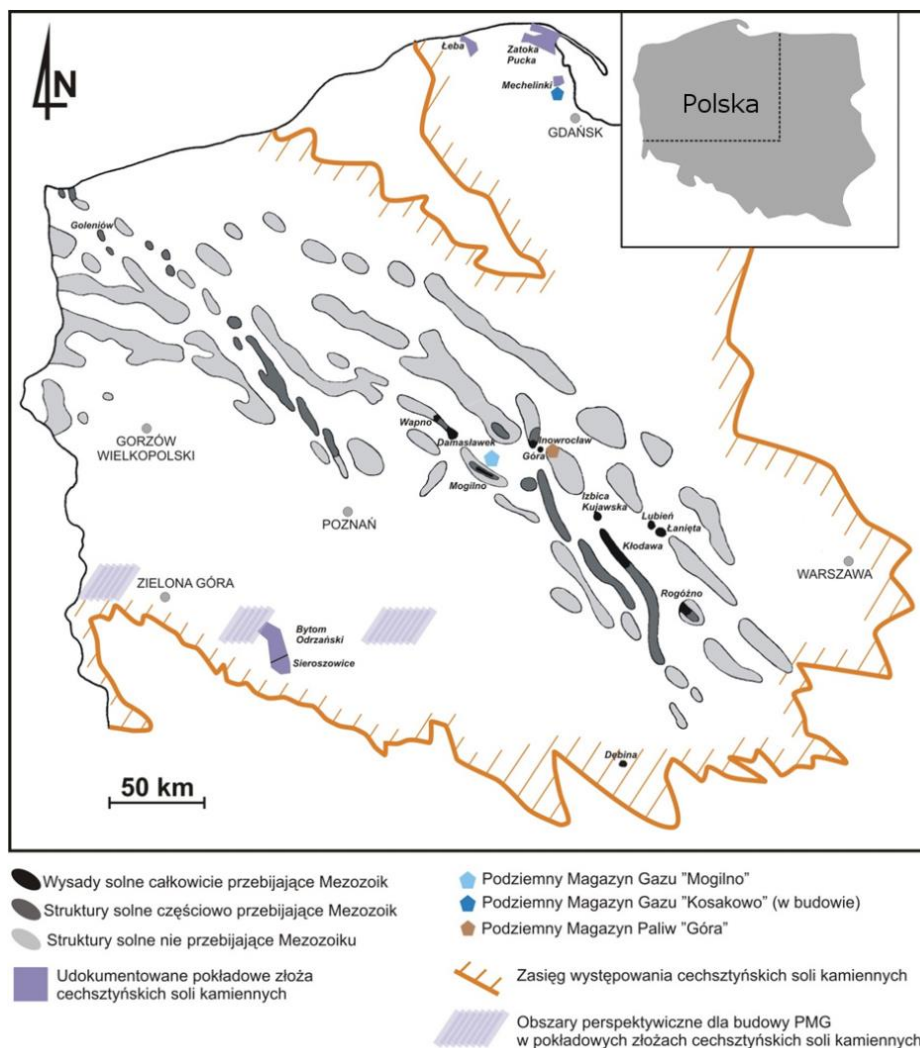 N
Łeba
Zatoka
Pucka
Mechelinki
GDAŃSK
Polska
Goleniów
GORZÓW
WIELKOPOLSKI
Wapno
Damasławek
Inowrocław
Góra
Mogilno
POZNAŃ
Izbica
Kujawska
Lubień
Łanięta
Kłodawa
WARSZAWA
Rogóżno
ZIELONA GÓRA
Bytom
Odrzański
Sieroszowice
Dębina
50 km
Wysady solne całkowicie przebijające Mezozoik
Struktury solne częściowo przebijające Mezozoik
Struktury solne nie przebijające Mezozoiku
Udokumentowane pokładowe złoża
cechsztyńskich soli kamiennych
Podziemny Magazyn Gazu "Mogilno"
Podziemny Magazyn Gazu "Kosakowo" (w budowie)
Podziemny Magazyn Paliw "Góra"
Zasięg występowania cechsztyńskich soli kamiennych
Obszary perspektywiczne dla budowy PMG
w pokładowych złożach cechsztyńskich soli kamiennych